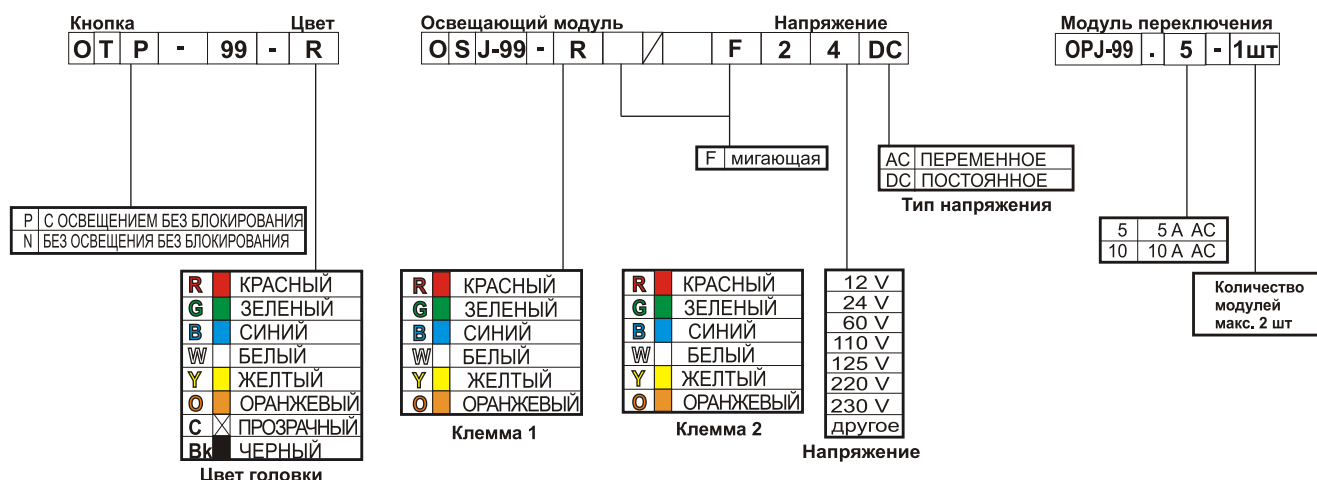 Кнопка Цвет
OTP - 99 - R
P С ОСВЕЩЕНИЕМ БЕЗ БЛОКИРОВАНИЯ
N БЕЗ ОСВЕЩЕНИЯ БЕЗ БЛОКИРОВАНИЯ
R КРАСНЫЙ
G ЗЕЛЕНЫЙ
B СИНИЙ
W БЕЛЫЙ
Y ЖЕЛТЫЙ
O ОРАНЖЕВЫЙ
C ПРОЗРАЧНЫЙ
Bk ЧЕРНЫЙ
Цвет головки
Освещающий модуль Напряжение
O S J-99 - R / F 2 4 DC
F мигающая
AC ПЕРЕМЕННОЕ
DC ПОСТОЯННОЕ
Тип напряжения
R КРАСНЫЙ
G ЗЕЛЕНЫЙ
B СИНИЙ
W БЕЛЫЙ
Y ЖЕЛТЫЙ
O ОРАНЖЕВЫЙ
Клемма 1
R КРАСНЫЙ
G ЗЕЛЕНЫЙ
B СИНИЙ
W БЕЛЫЙ
Y ЖЕЛТЫЙ
O ОРАНЖЕВЫЙ
Клемма 2
12 V
24 V
60 V
110 V
125 V
220 V
230 V
другое
Напряжение
Модуль переключения
OPJ-99 . 5 - 1шт
5 5 A AC
10 10 A AC
Количество
модулей
макс. 2 шт